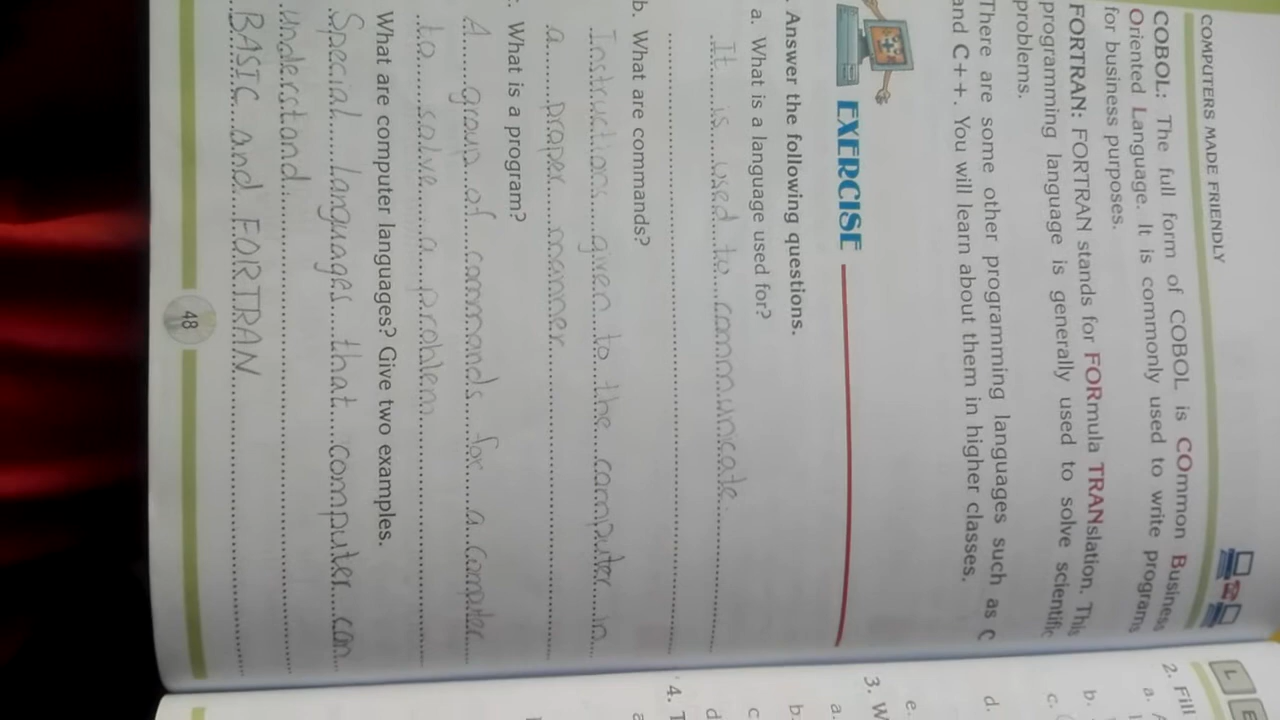 COMPUTERS MADE FRIENDLY
COBOL: The full form of COBOL is COmmon Business
Oriented Language. It is commonly used to write programs
for business purposes.
FORTRAN: FORTRAN stands for FORmula TRANslation. This
programming language is generally used to solve scientific
problems.
There are some other programming languages such as C
and C++. You will learn about them in higher classes.
EXERCISE
Answer the following questions.
a. What is a language used for?
It is used to communicate.
b. What are commands?
Instructions given to the computer in
a proper manner.
What is a program?
A group of commands for a computer
to solve a problem
What are computer languages? Give two examples.
Special languages that computer can
understand.
BASIC and FORTRAN
48
L E
2. Fill
a.
b.
c.
d.
e.
3. W
a.
b.
c
d
4. T
a